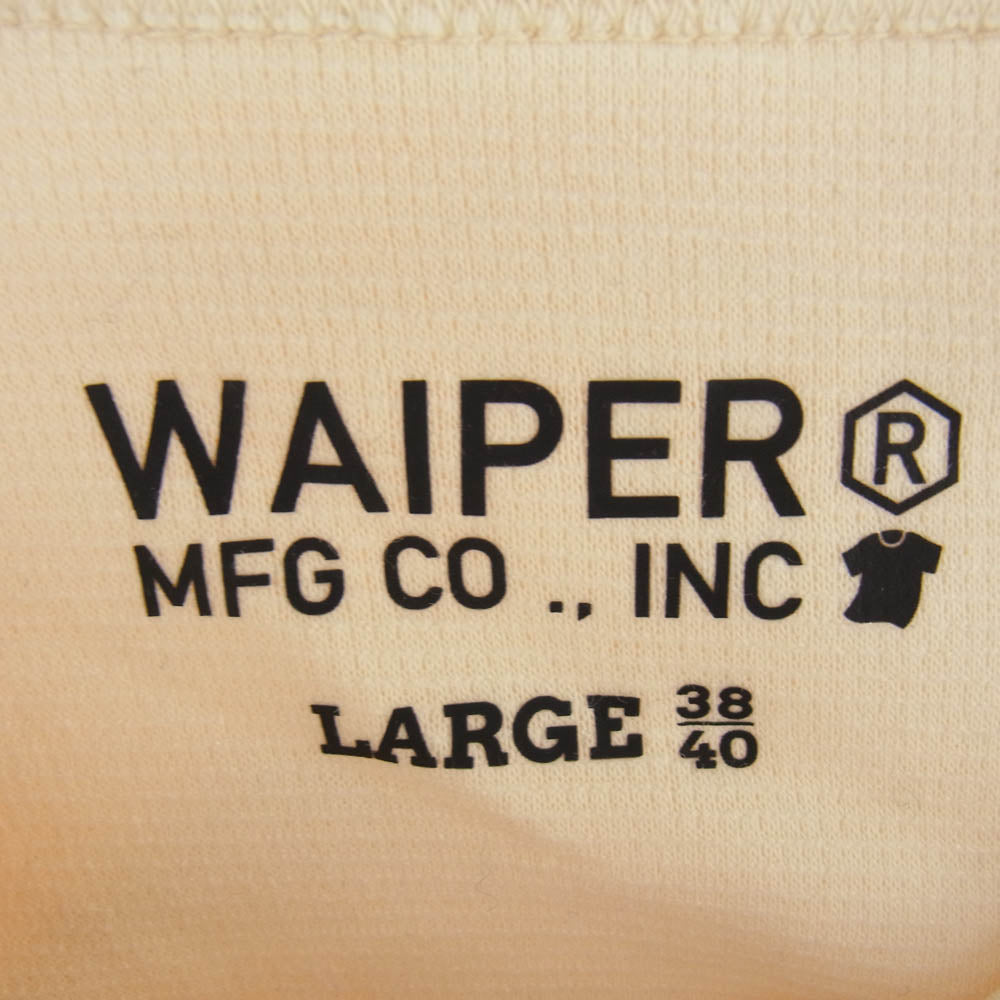 WAIPER®
MFG CO ., INC
LARGE 38/40